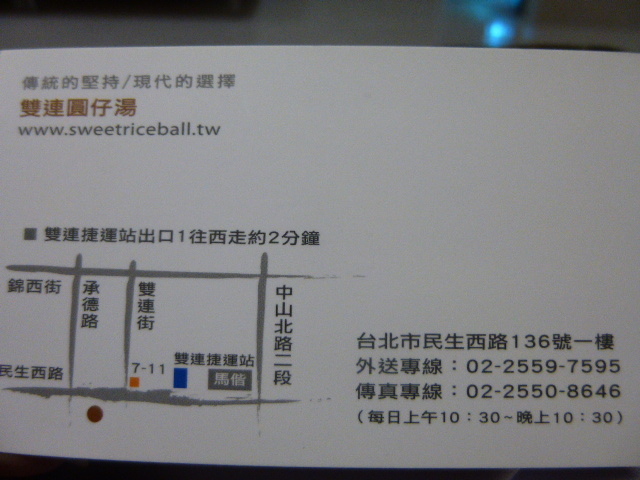 傳統的堅持/現代的選擇
雙連圓仔湯
www.sweetriceball.tw
■ 雙連捷運站出口1往西走約2分鐘
錦西街
承德路
雙連街
中山北路二段
民生西路
7-11
雙連捷運站
馬偕
台北市民生西路136號一樓
外送專線：02-2559-7595
傳真專線：02-2550-8646
（每日上午10：30~晚上10：30）